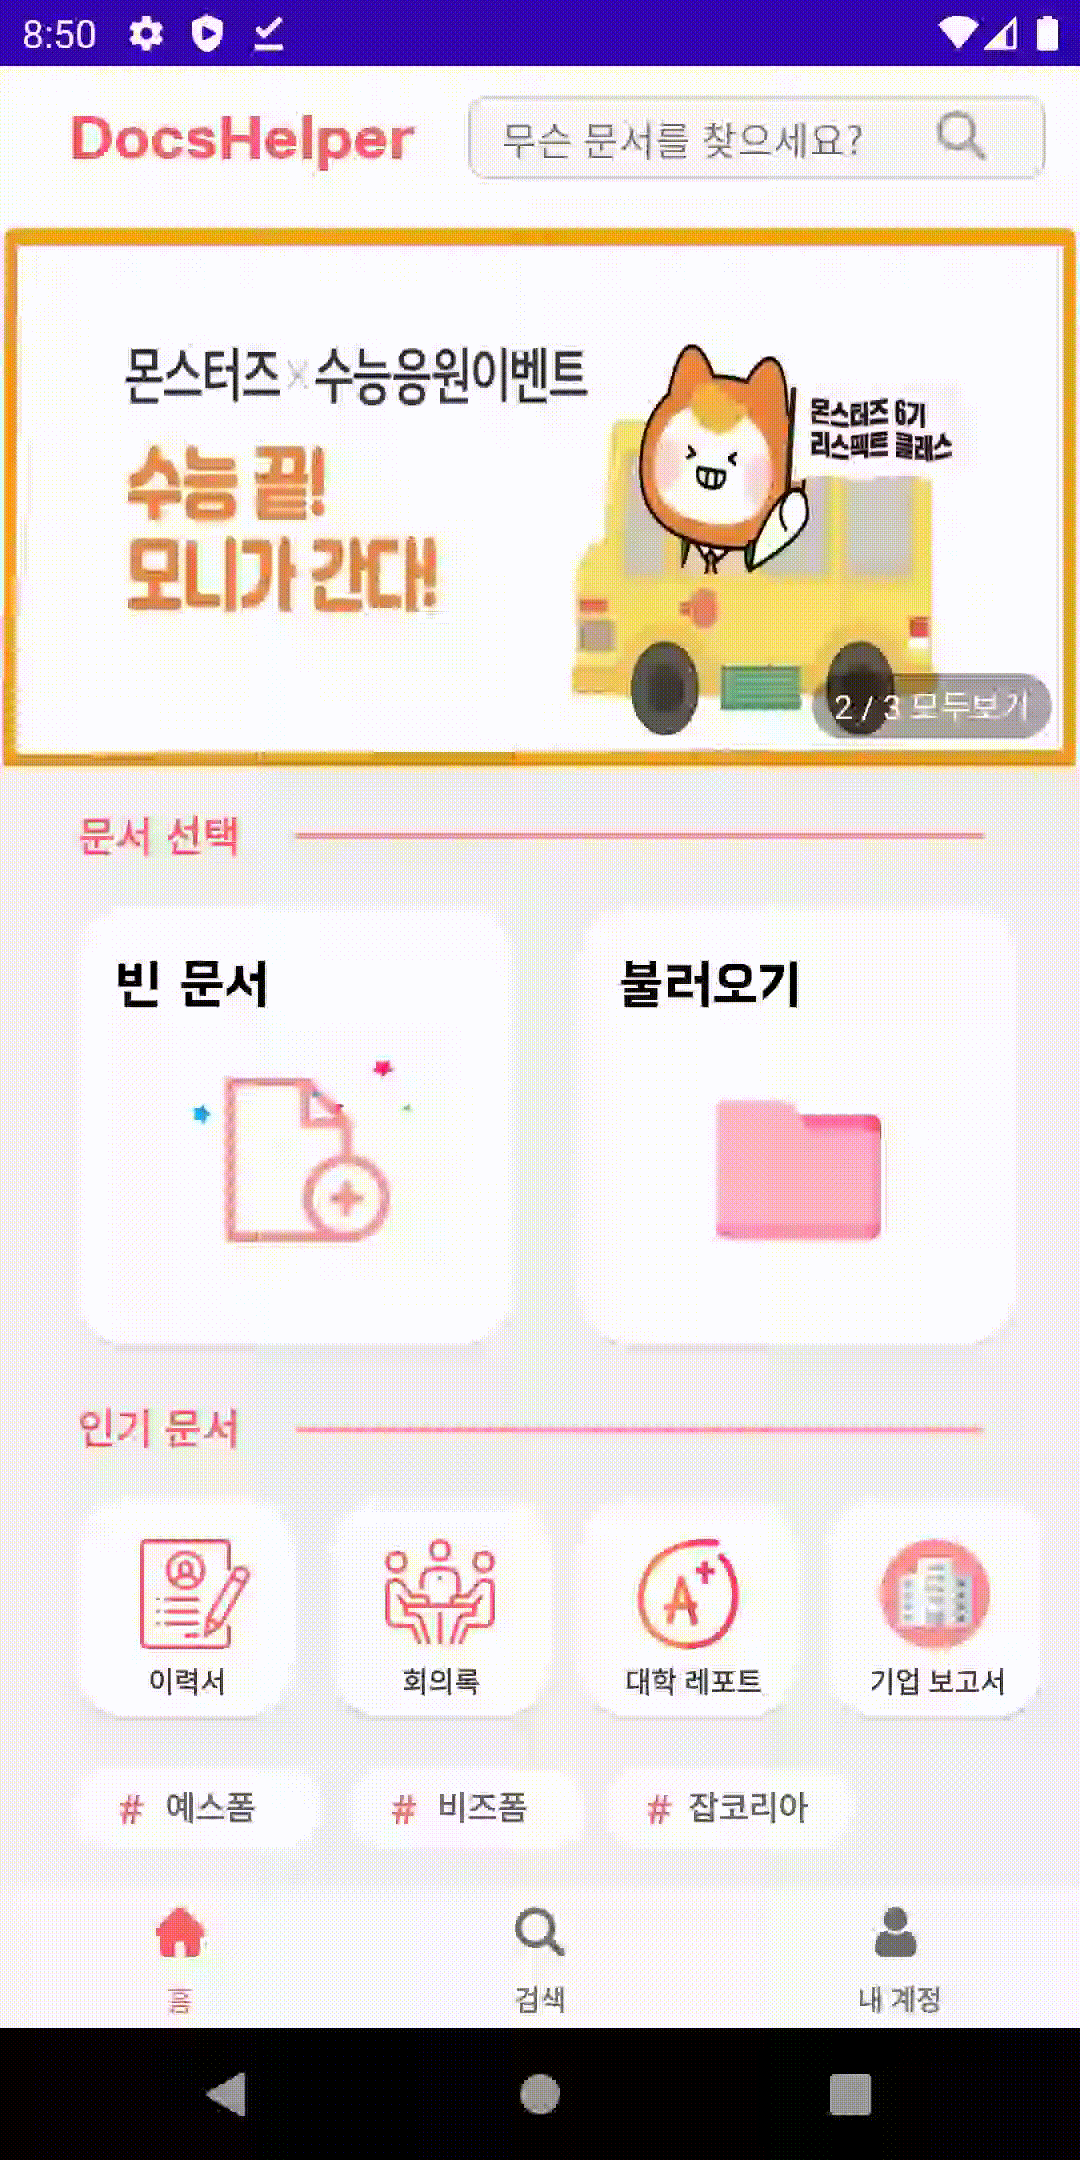 8:50
DocsHelper
무슨 문서를 찾으세요?
몬스터즈 x 수능응원이벤트
수능 끝!
모니가 간다!
몬스터즈 6기
리스펙트 클래스
2 / 3 모두보기
문서 선택
빈 문서
불러오기
인기 문서
이력서
회의록
대학 레포트
기업 보고서
# 예스폼
# 비즈폼
# 잡코리아
홈
검색
내 계정